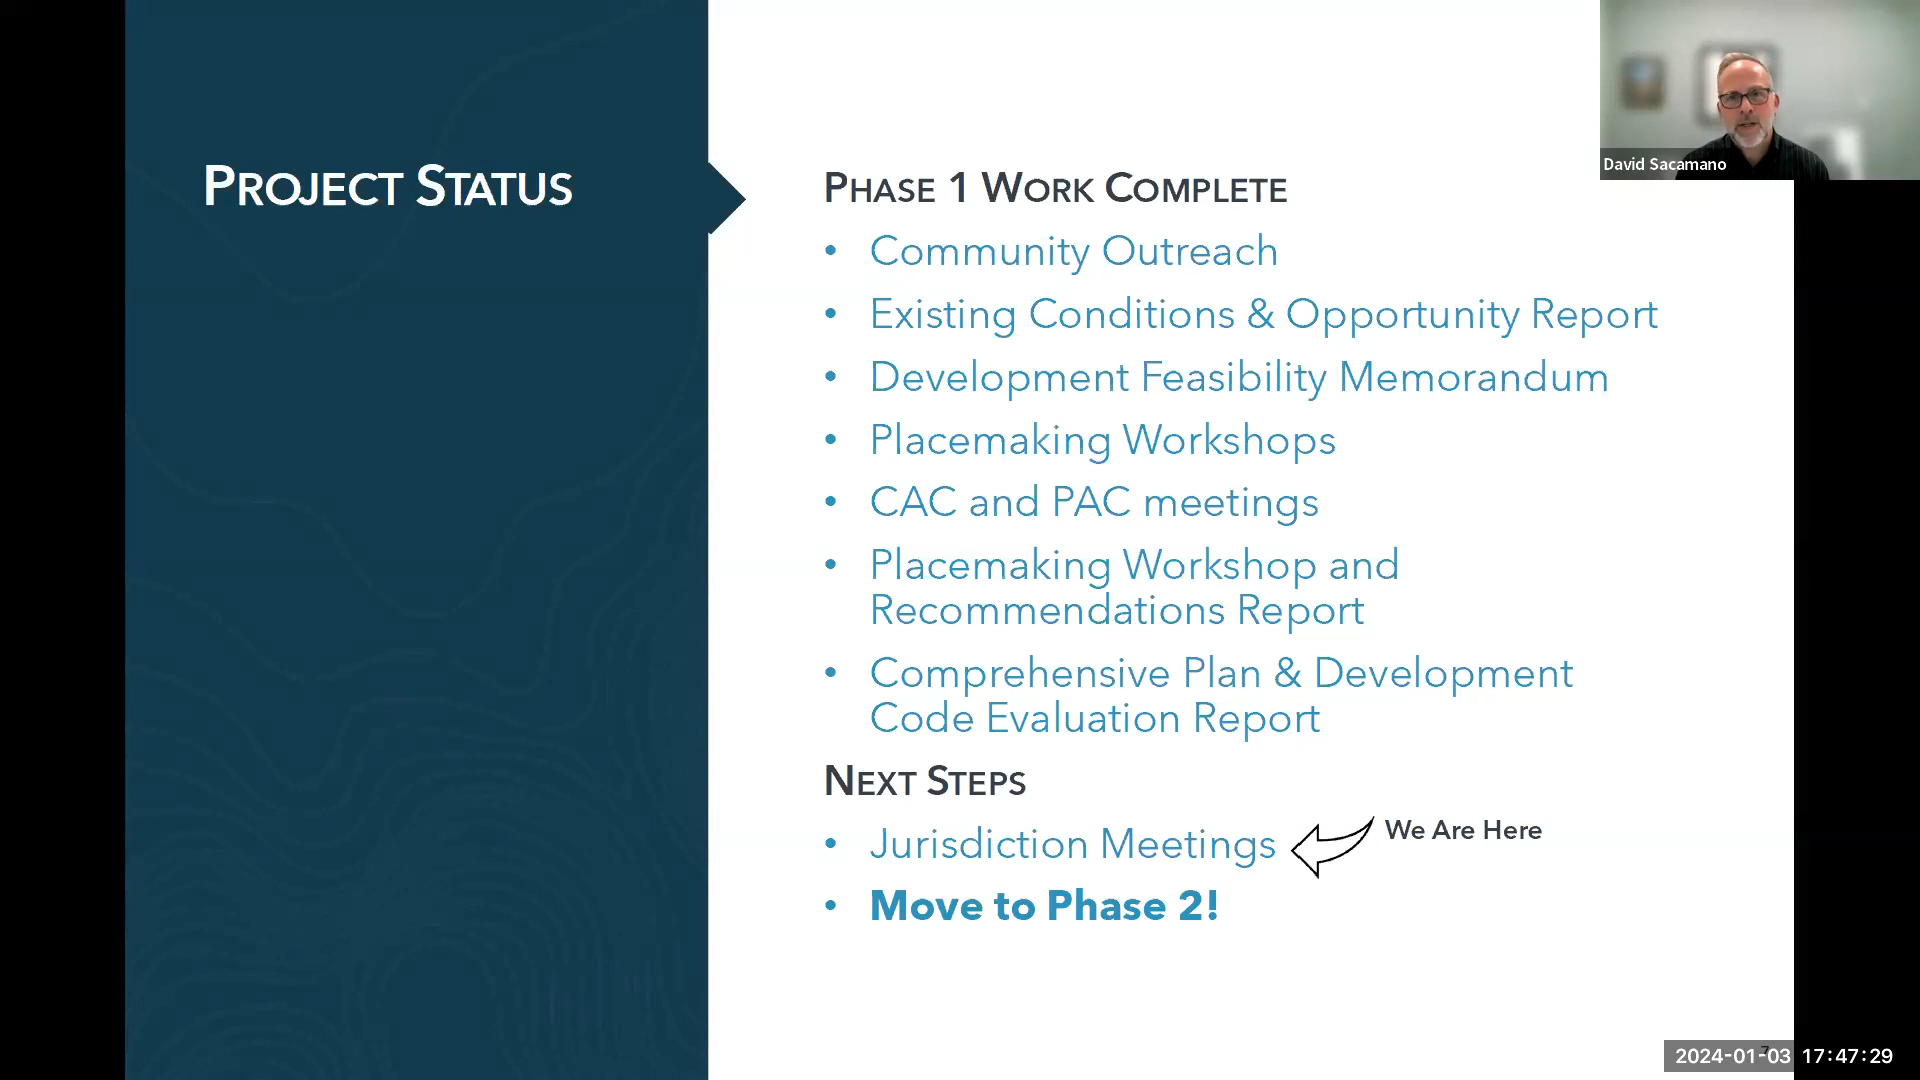 PROJECT STATUS
David Sacamano
PHASE 1 WORK COMPLETE
• Community Outreach
• Existing Conditions & Opportunity Report
• Development Feasibility Memorandum
• Placemaking Workshops
• CAC and PAC meetings
• Placemaking Workshop and
Recommendations Report
• Comprehensive Plan & Development
Code Evaluation Report
NEXT STEPS
• Jurisdiction Meetings
We Are Here
• Move to Phase 2!
2024-01-03 17:47:29